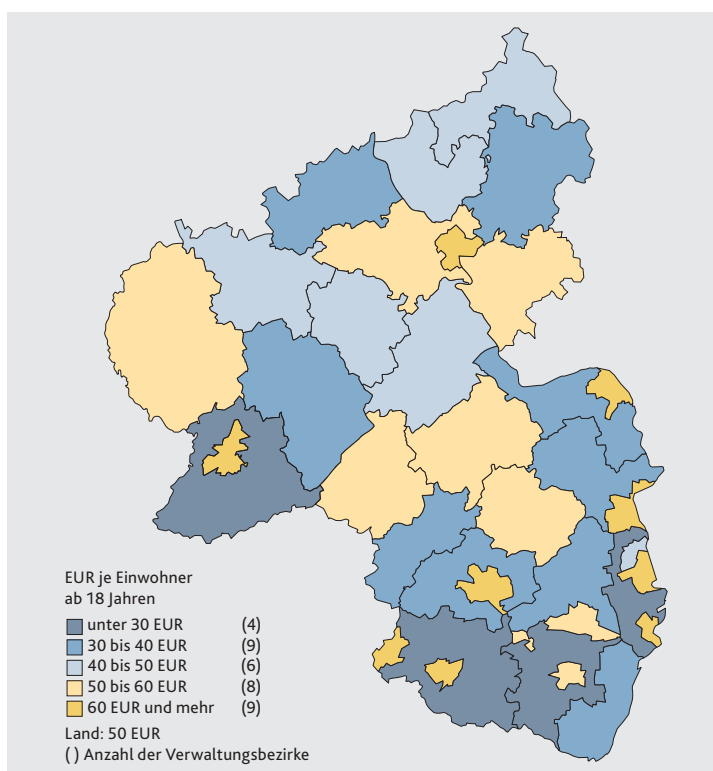 EUR je Einwohner
ab 18 Jahren
unter 30 EUR (4)
30 bis 40 EUR (9)
40 bis 50 EUR (6)
50 bis 60 EUR (8)
60 EUR und mehr (9)
Land: 50 EUR
( ) Anzahl der Verwaltungsbezirke